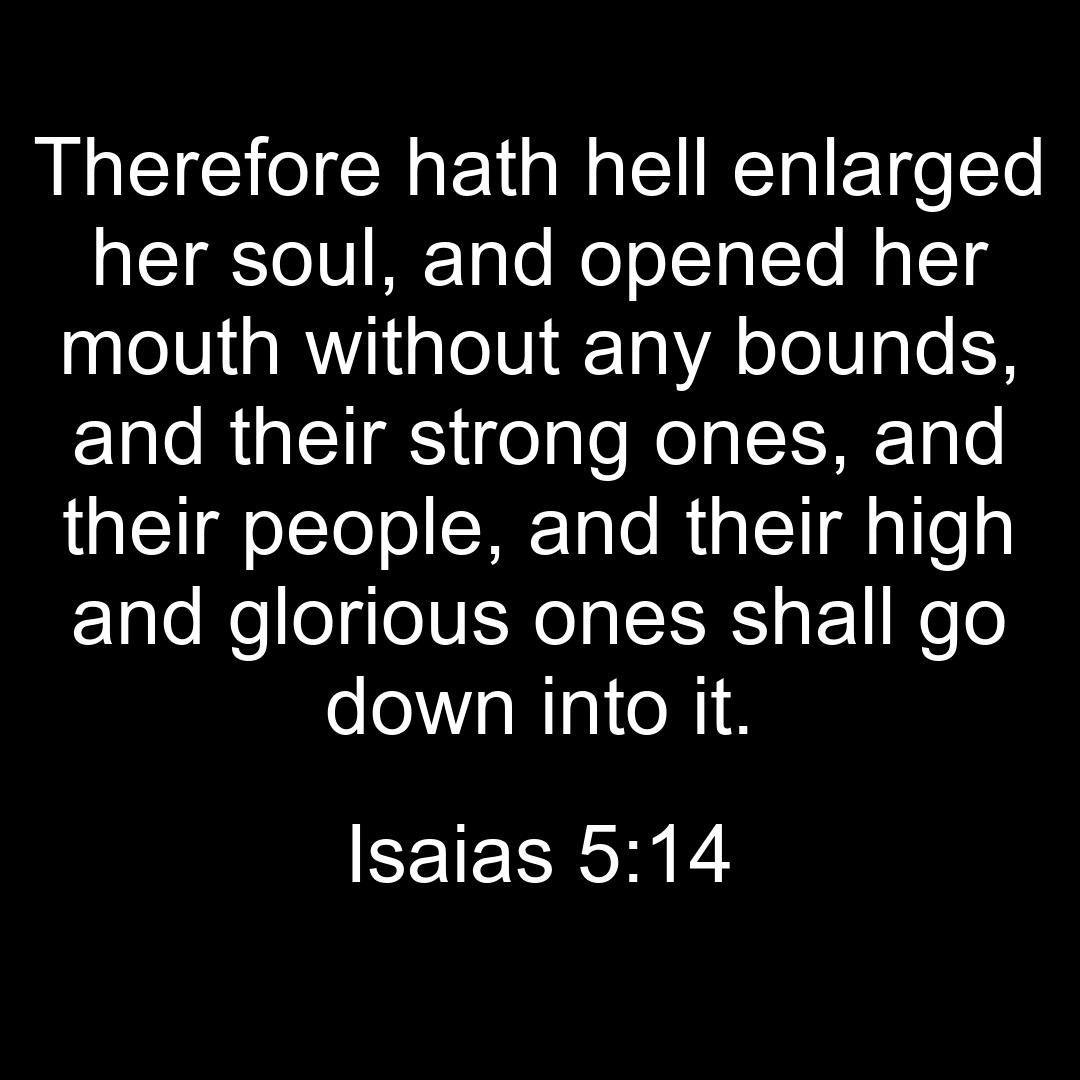 Therefore hath hell enlarged
her soul, and opened her
mouth without any bounds,
and their strong ones, and
their people, and their high
and glorious ones shall go
down into it.
Isaias 5:14